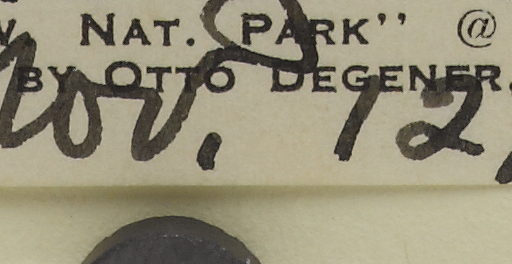 NAT. PARK" @
BY OTTO DEGENER.
Nov, 12,